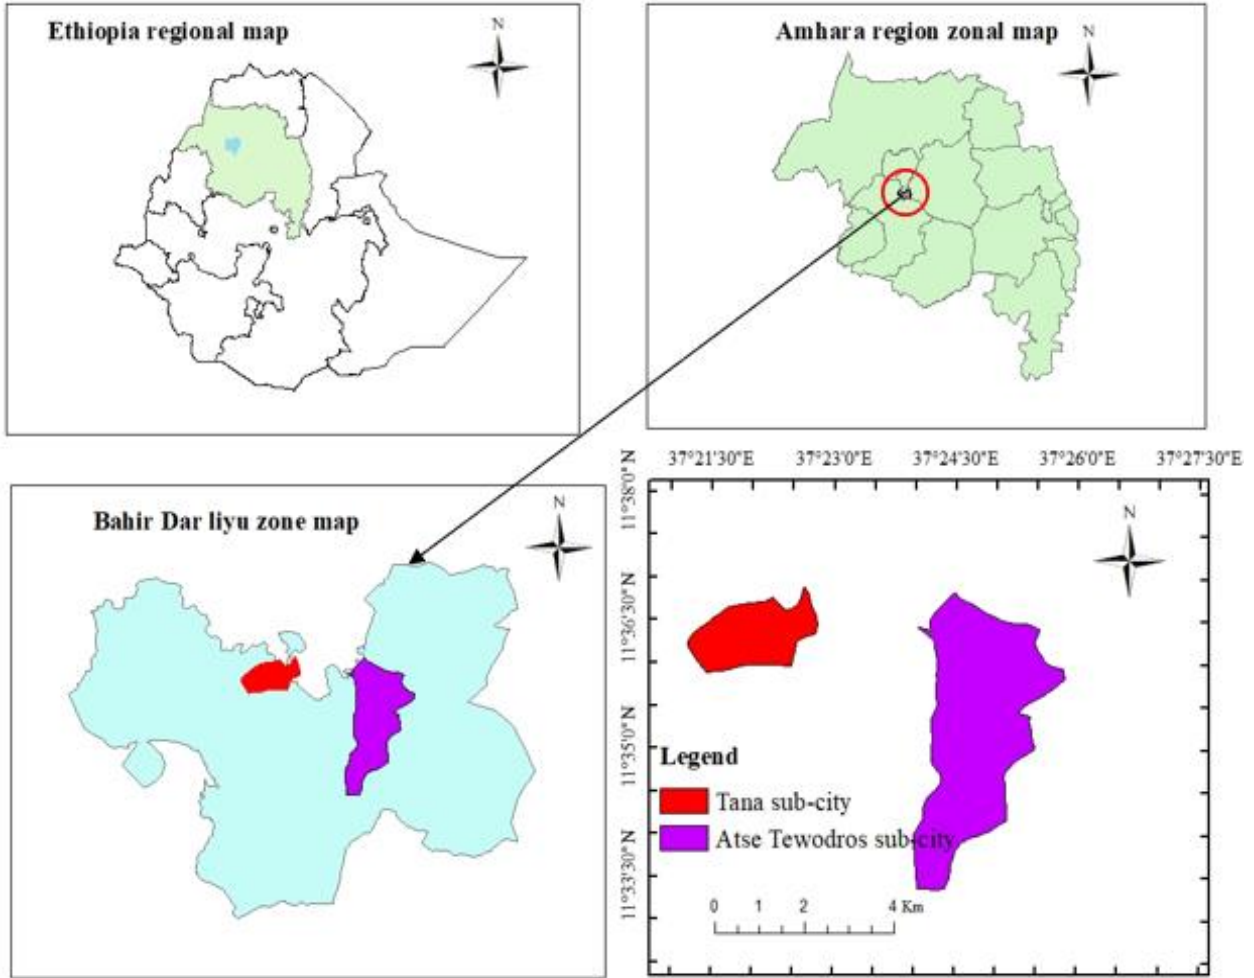 Ethiopia regional map
N
Amhara region zonal map
N
Bahir Dar liyu zone map
N
37°21'30"E 37°23'0"E 37°24'30"E 37°26'0"E 37°27'30"E
11°38'0"N
11°36'30"N
11°35'0"N
11°33'30"N
N
Legend
Tana sub-city
Atse Tewodros sub-city
0 1 2 4 Km